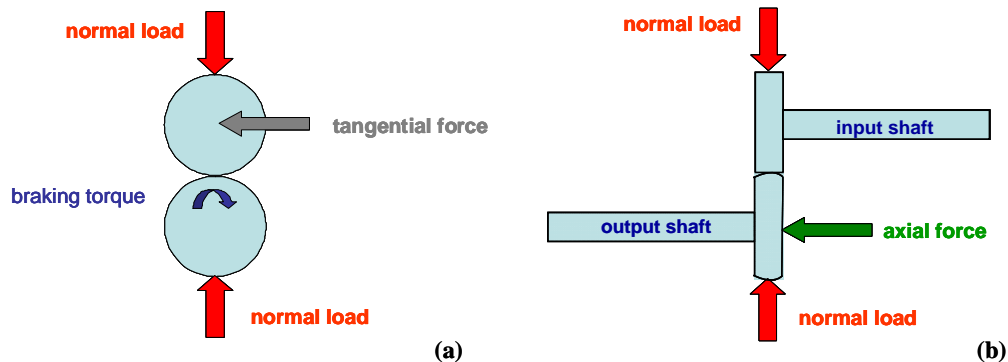 normal load
tangential force
braking torque
normal load
(a)
normal load
input shaft
output shaft
axial force
normal load
(b)